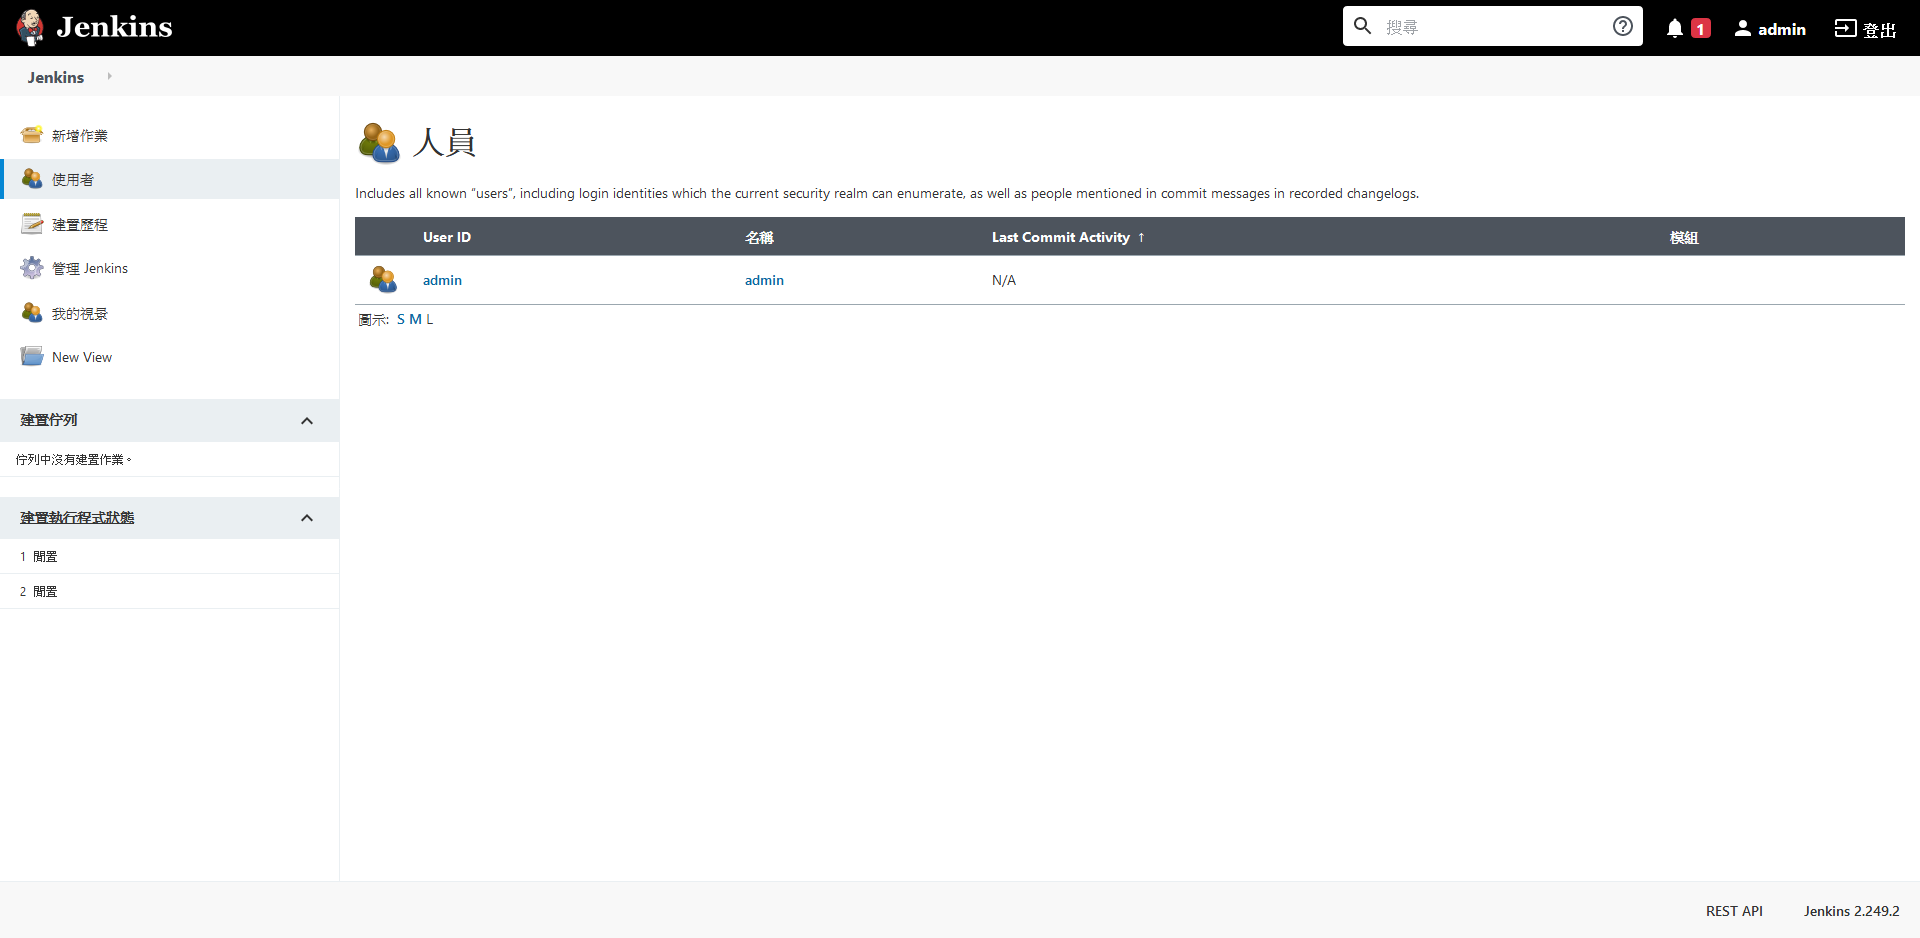 Jenkins
搜尋
1
admin
登出
Jenkins
新增作業
使用者
建置歷程
管理 Jenkins
我的視景
New View
建置佇列
佇列中沒有建置作業。
建置執行程式狀態
1 閒置
2 閒置
人員
Includes all known “users”, including login identities which the current security realm can enumerate, as well as people mentioned in commit messages in recorded changelogs.
User ID 名稱 Last Commit Activity ↑ 模組
admin admin N/A
圖示: S M L
REST API Jenkins 2.249.2